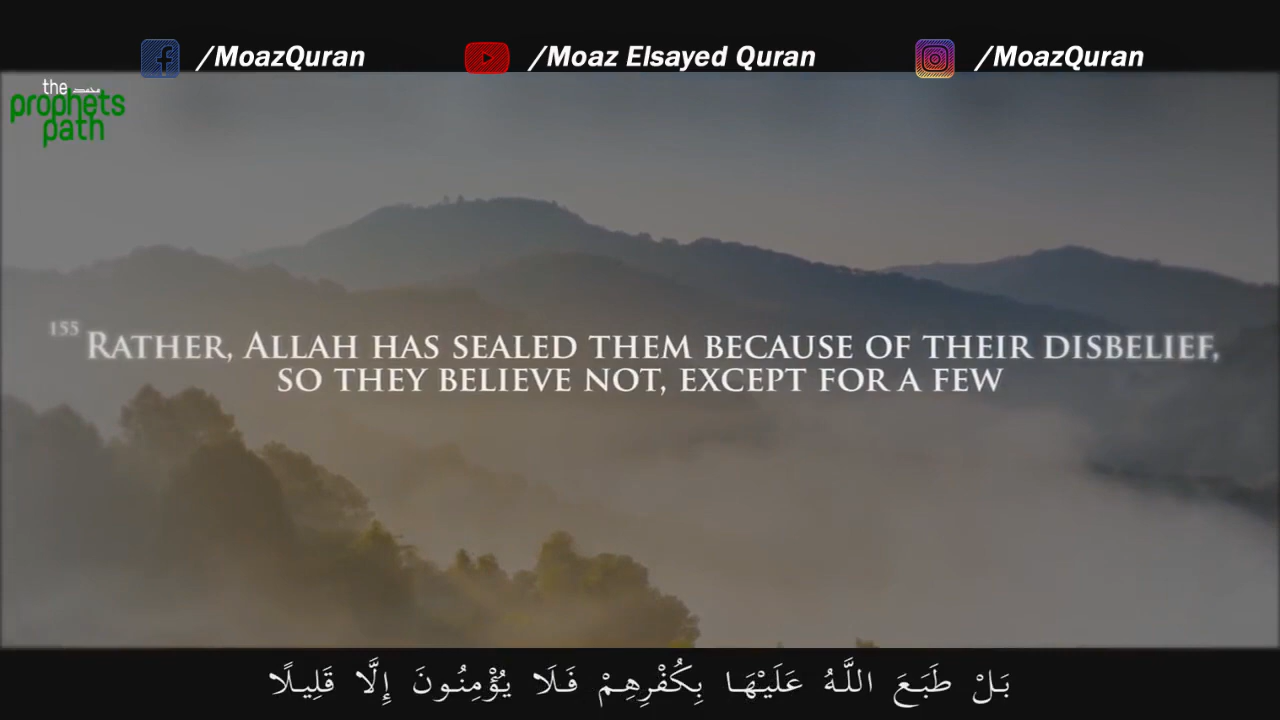 /MoazQuran
/Moaz Elsayed Quran
/MoazQuran
the
prophets
path
155 RATHER, ALLAH HAS SEALED THEM BECAUSE OF THEIR DISBELIEF,
SO THEY BELIEVE NOT, EXCEPT FOR A FEW
بَلْ طَبَعَ اللَّهُ عَلَيْهَا بِكُفْرِهِمْ فَلَا يُؤْمِنُونَ إِلَّا قَلِيلًا